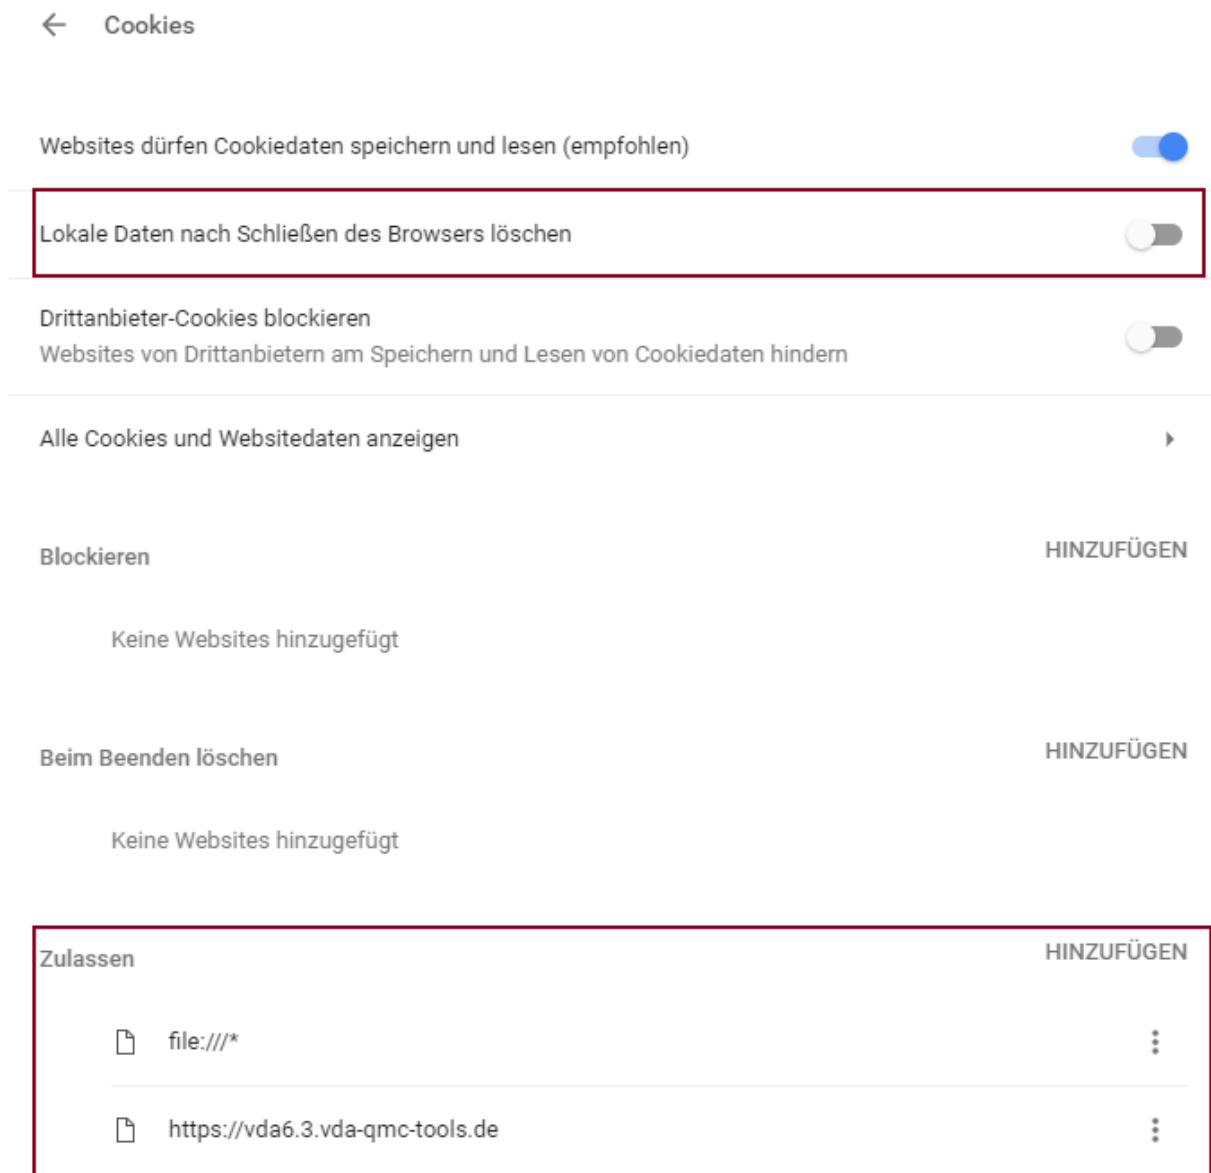 Cookies
Websites dürfen Cookiedaten speichern und lesen (empfohlen)
Lokale Daten nach Schließen des Browsers löschen
Drittanbieter-Cookies blockieren
Websites von Drittanbietern am Speichern und Lesen von Cookiedaten hindern
Alle Cookies und Websitedaten anzeigen
Blockieren HINZUFÜGEN
Keine Websites hinzugefügt
Beim Beenden löschen HINZUFÜGEN
Keine Websites hinzugefügt
Zulassen HINZUFÜGEN
file:///*
https://vda6.3.vda-qmc-tools.de